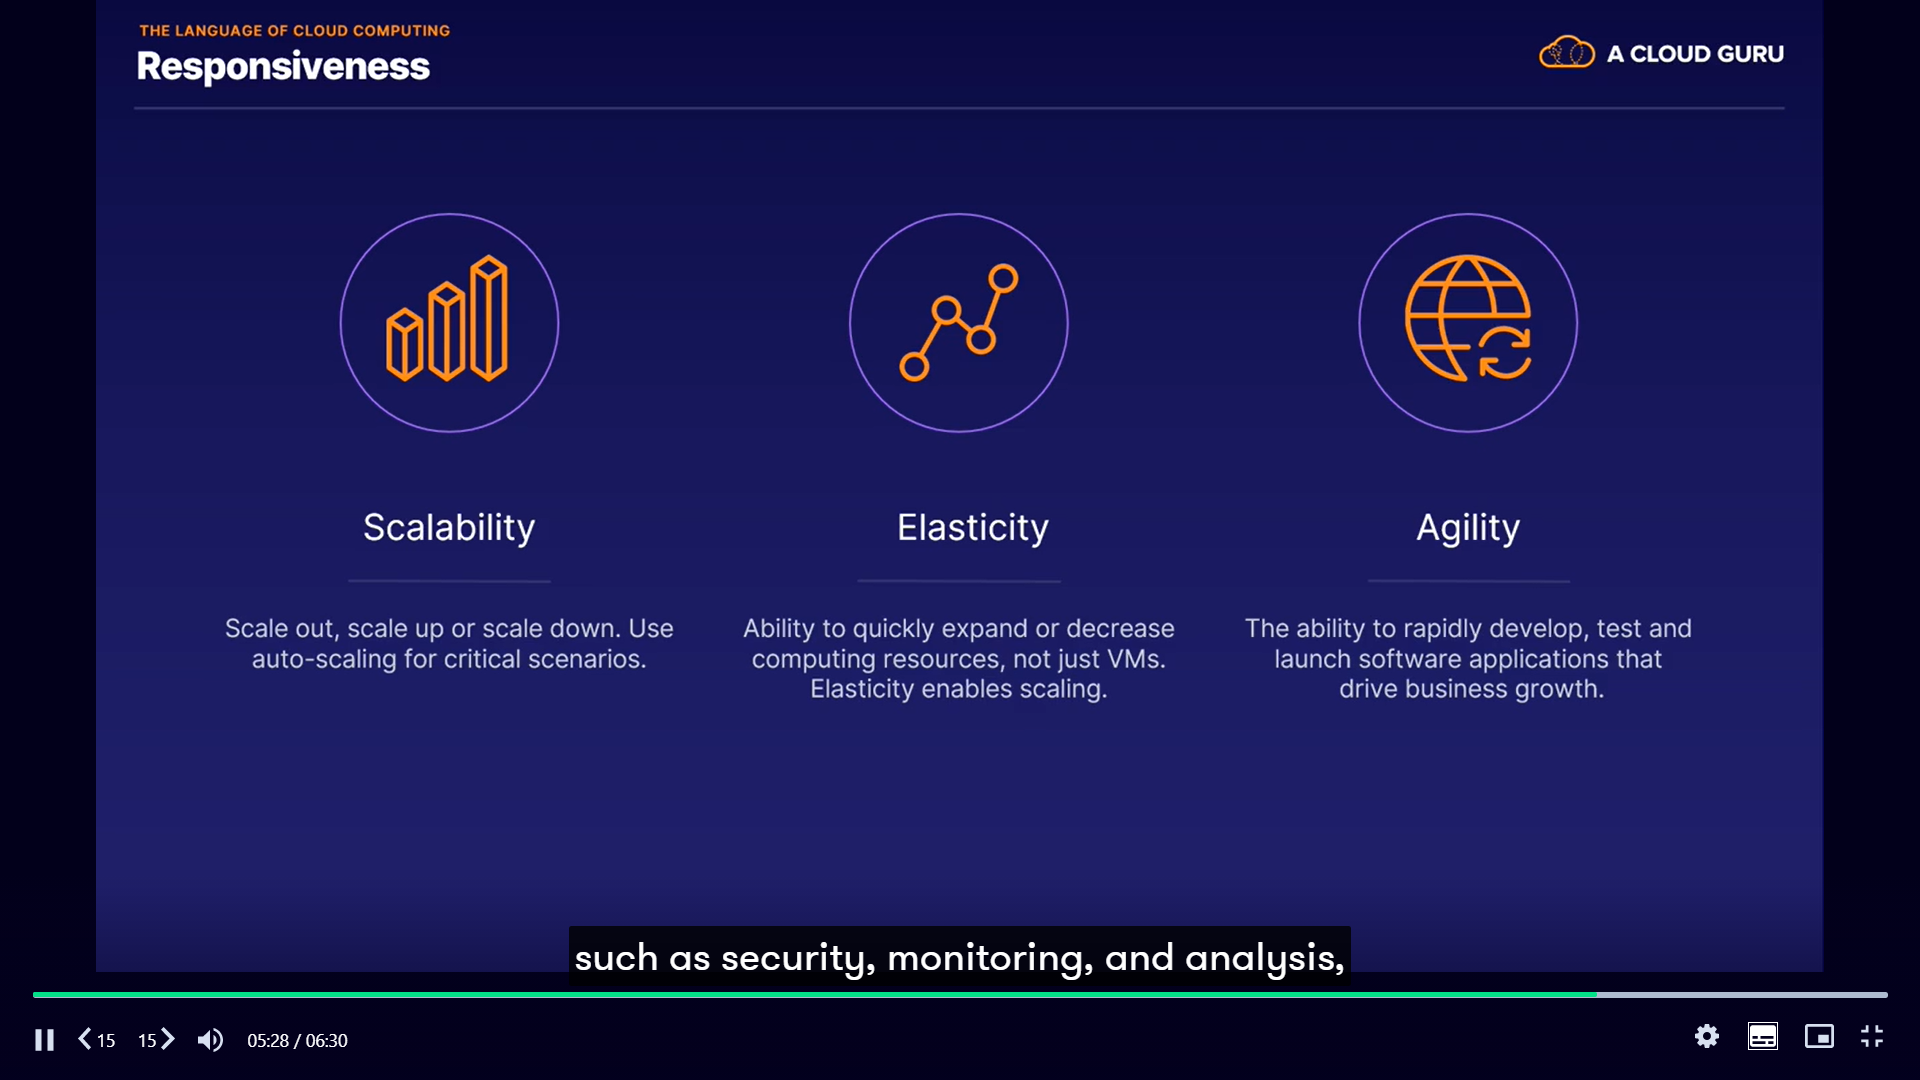 THE LANGUAGE OF CLOUD COMPUTING
Responsiveness
A CLOUD GURU
Scalability
Scale out, scale up or scale down. Use
auto-scaling for critical scenarios.
Elasticity
Ability to quickly expand or decrease
computing resources, not just VMs.
Elasticity enables scaling.
Agility
The ability to rapidly develop, test and
launch software applications that
drive business growth.
such as security, monitoring, and analysis,
15 15 05:28 / 06:30